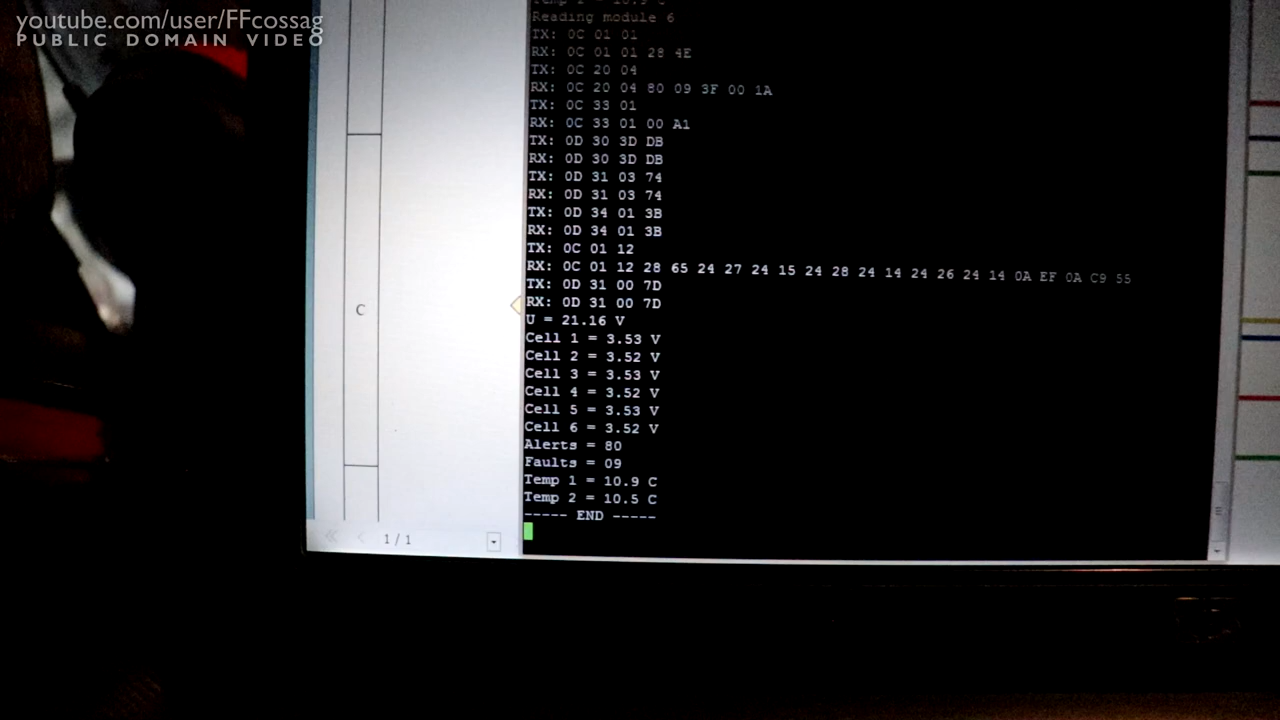 youtube.com/user/FFcossag
PUBLIC DOMAIN VIDEO
Temp 2 = 10.9 C
Reading module 6
TX: 0C 01 01
RX: 0C 01 01 28 4E
TX: 0C 20 04
RX: 0C 20 04 80 09 3F 00 1A
TX: 0C 33 01
RX: 0C 33 01 00 A1
TX: 0D 30 3D DB
RX: 0D 30 3D DB
TX: 0D 31 03 74
RX: 0D 31 03 74
TX: 0D 34 01 3B
RX: 0D 34 01 3B
TX: 0C 01 12
RX: 0C 01 12 28 65 24 27 24 15 24 28 24 14 24 26 24 14 0A EF 0A C9 55
TX: 0D 31 00 7D
RX: 0D 31 00 7D
U = 21.16 V
Cell 1 = 3.53 V
Cell 2 = 3.52 V
Cell 3 = 3.53 V
Cell 4 = 3.52 V
Cell 5 = 3.53 V
Cell 6 = 3.52 V
Alerts = 80
Faults = 09
Temp 1 = 10.9 C
Temp 2 = 10.5 C
----- END -----
C
1 / 1